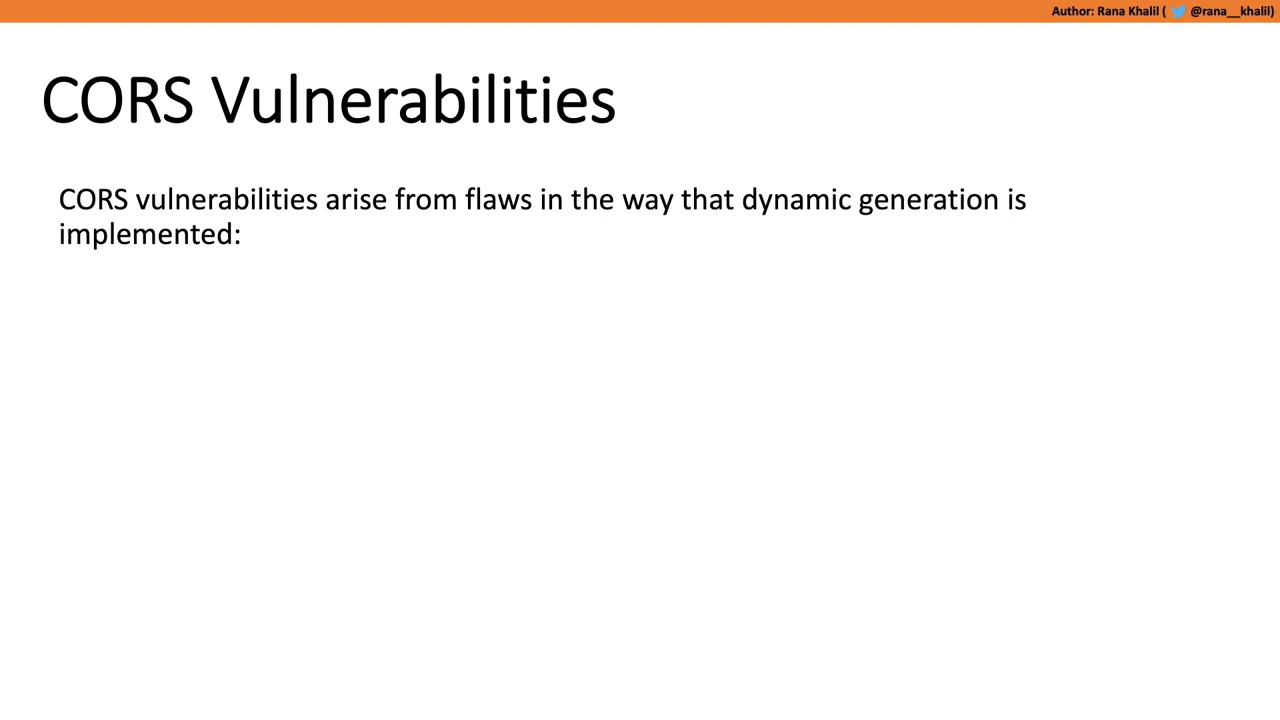 Author: Rana Khalil ( @rana__khalil)
CORS Vulnerabilities
CORS vulnerabilities arise from flaws in the way that dynamic generation is
implemented: